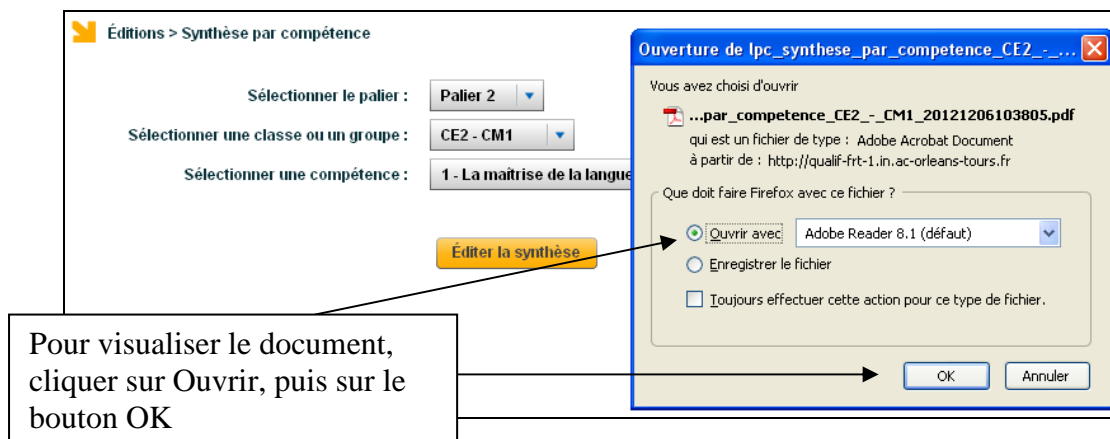 Éditions > Synthèse par compétence
Sélectionner le palier : Palier 2
Sélectionner une classe ou un groupe : CE2 - CM1
Sélectionner une compétence : 1 - La maîtrise de la langue
Éditer la synthèse
Ouverture de lpc_synthese_par_competence_CE2_-_...
Vous avez choisi d'ouvrir
...par_competence_CE2_-_CM1_20121206103805.pdf
qui est un fichier de type : Adobe Acrobat Document
à partir de : http://qualif-frt-1.in.ac-orleans-tours.fr
Que doit faire Firefox avec ce fichier ?
Ouvrir avec Adobe Reader 8.1 (défaut)
Enregistrer le fichier
Toujours effectuer cette action pour ce type de fichier.
OK Annuler
Pour visualiser le document,
cliquer sur Ouvrir, puis sur le
bouton OK